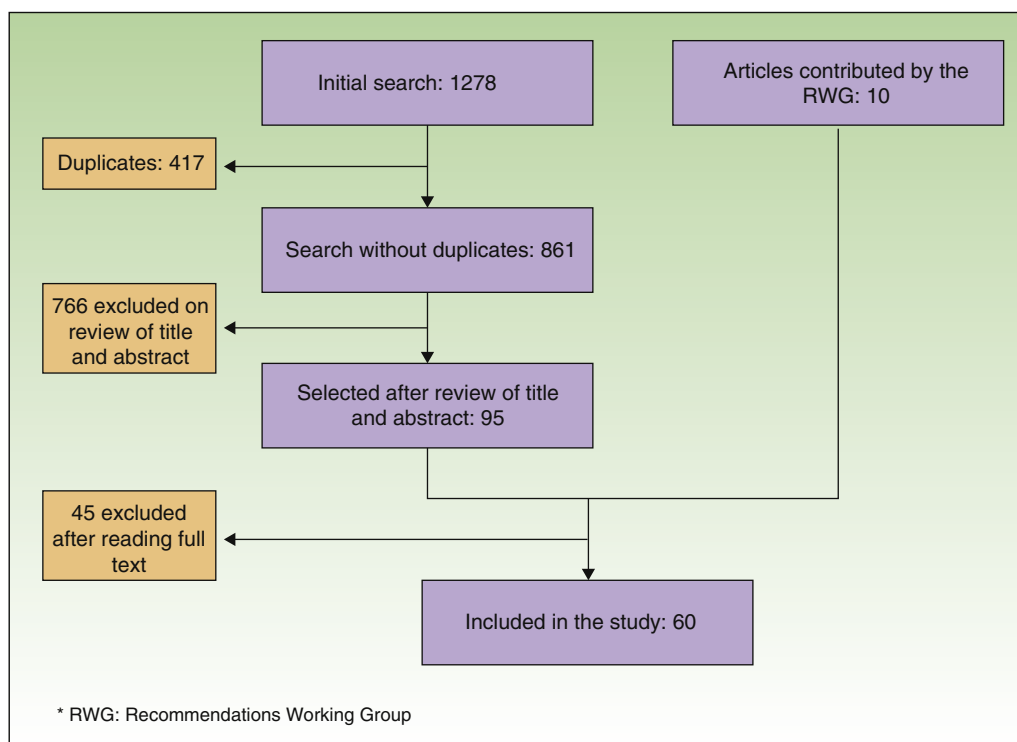 Initial search: 1278
Articles contributed by the
RWG: 10
Duplicates: 417
Search without duplicates: 861
766 excluded on
review of title
and abstract
Selected after review of title
and abstract: 95
45 excluded
after reading full
text
Included in the study: 60
* RWG: Recommendations Working Group